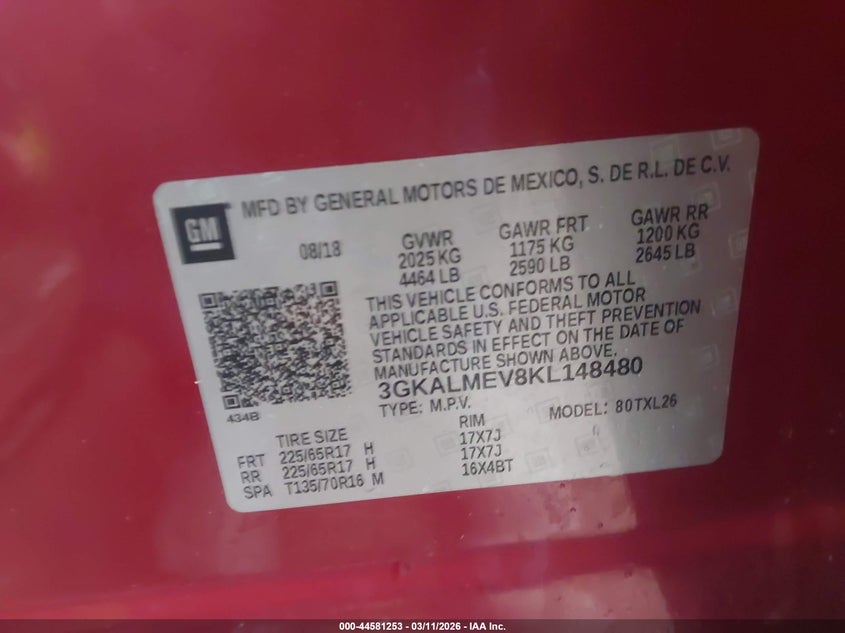 GM
MFD BY GENERAL MOTORS DE MEXICO, S. DE R.L. DE C.V.
08/18 GVWR GAWR FRT GAWR RR
2025 KG 1175 KG 1200 KG
4464 LB 2590 LB 2645 LB
THIS VEHICLE CONFORMS TO ALL
APPLICABLE U.S. FEDERAL MOTOR
VEHICLE SAFETY AND THEFT PREVENTION
STANDARDS IN EFFECT ON THE DATE OF
MANUFACTURE SHOWN ABOVE.
3GKALMEV8KL148480
434B
TYPE: M.P.V. MODEL: 80TXL26
TIRE SIZE RIM
FRT 225/65R17 H 17X7J
RR 225/65R17 H 17X7J
SPA T135/70R16 M 16X4BT
000-44581253 | 03/11/2026 - IAA Inc.